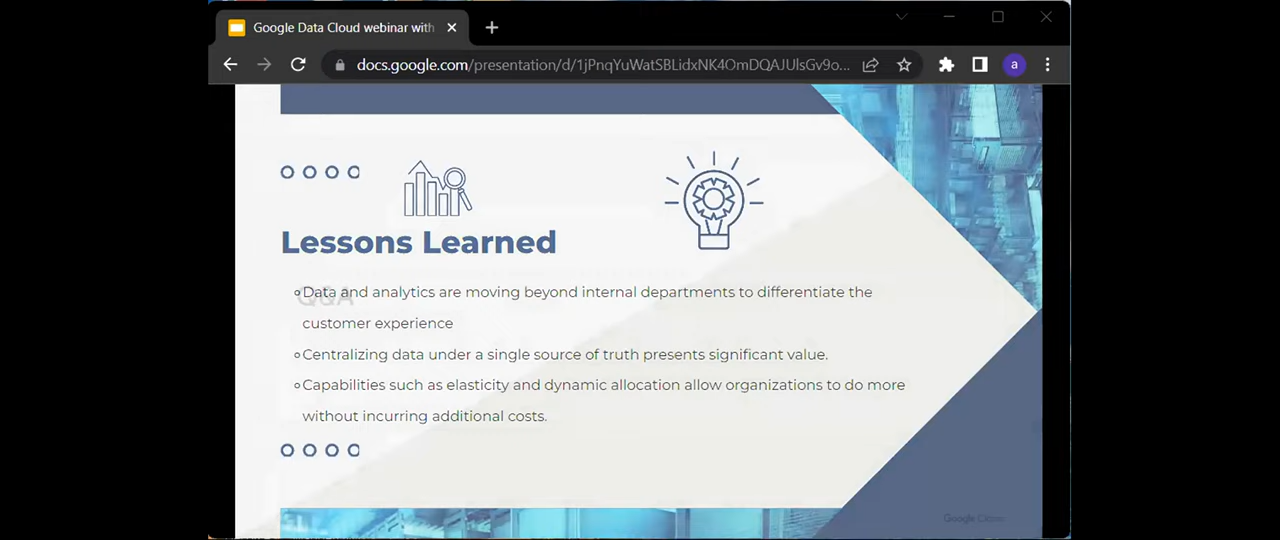 Google Data Cloud webinar with
docs.google.com/presentation/d/1jPnqYuWatSBLidxNK4OmDQAJUlsGv9o...
a
Lessons Learned
Q&A
Data and analytics are moving beyond internal departments to differentiate the
customer experience
Centralizing data under a single source of truth presents significant value.
Capabilities such as elasticity and dynamic allocation allow organizations to do more
without incurring additional costs.
Google Cloud